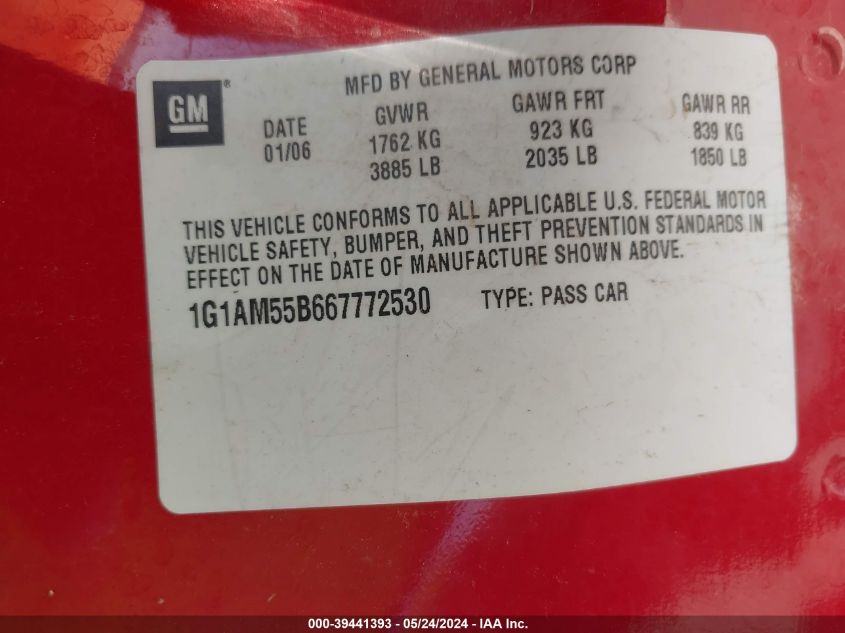 MFD BY GENERAL MOTORS CORP
GM®
DATE GVWR GAWR FRT GAWR RR
01/06 1762 KG 923 KG 839 KG
3885 LB 2035 LB 1850 LB
THIS VEHICLE CONFORMS TO ALL APPLICABLE U.S. FEDERAL MOTOR
VEHICLE SAFETY, BUMPER, AND THEFT PREVENTION STANDARDS IN
EFFECT ON THE DATE OF MANUFACTURE SHOWN ABOVE.
1G1AM55B667772530 TYPE: PASS CAR
000-39441393 - 05/24/2024 - IAA Inc.